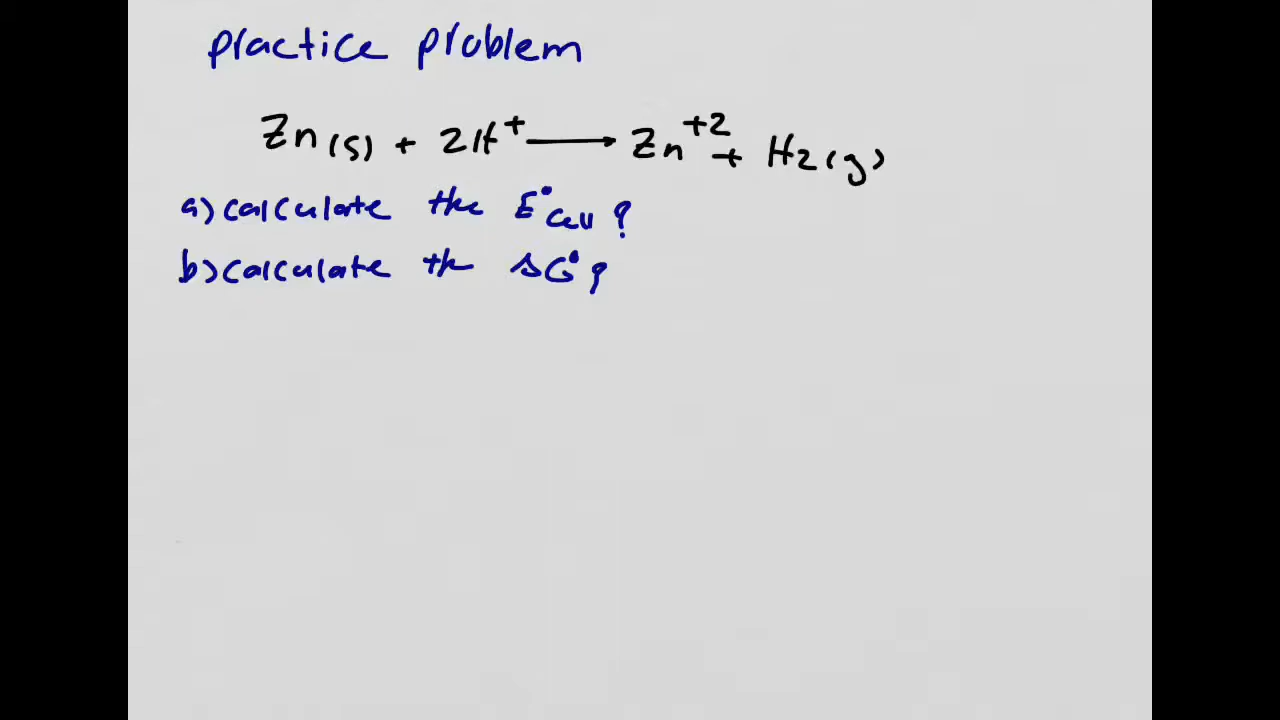 practice problem
Zn(s) + 2H⁺ → Zn⁺² + H₂(g)
a) calculate the E°cell?
b) calculate the ΔG°?